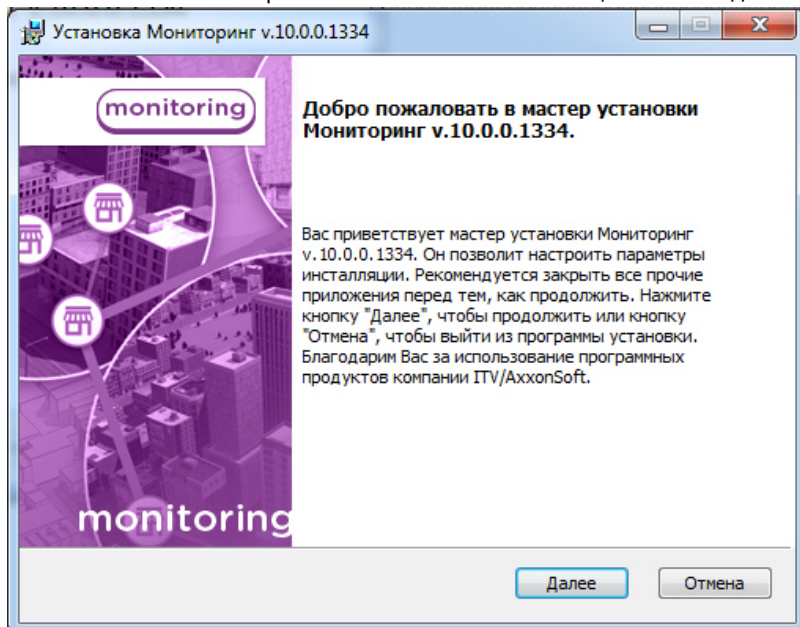 Установка Мониторинг v.10.0.0.1334
monitoring
Добро пожаловать в мастер установки
Мониторинг v.10.0.0.1334.
Вас приветствует мастер установки Мониторинг
v.10.0.0.1334. Он позволит настроить параметры
инсталляции. Рекомендуется закрыть все прочие
приложения перед тем, как продолжить. Нажмите
кнопку "Далее", чтобы продолжить или кнопку
"Отмена", чтобы выйти из программы установки.
Благодарим Вас за использование программных
продуктов компании ITV/AxxonSoft.
monitoring
Далее
Отмена